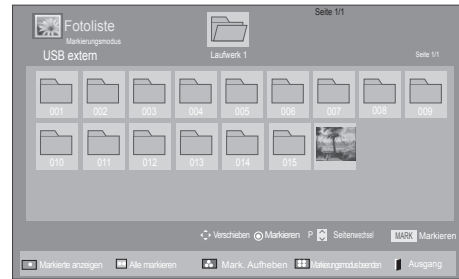 Fotoliste
Seite 1/1
Markierungsmodus
USB extern
Laufwerk 1
Seite 1/1
001 002 003 004 005 006 007 008 009
010 011 012 013 014 015
Verschieben Markieren P Seitenwechsel MARK Markieren
Markierte anzeigen Alle markieren Mark. Aufheben Markierungsmodus beenden Ausgang